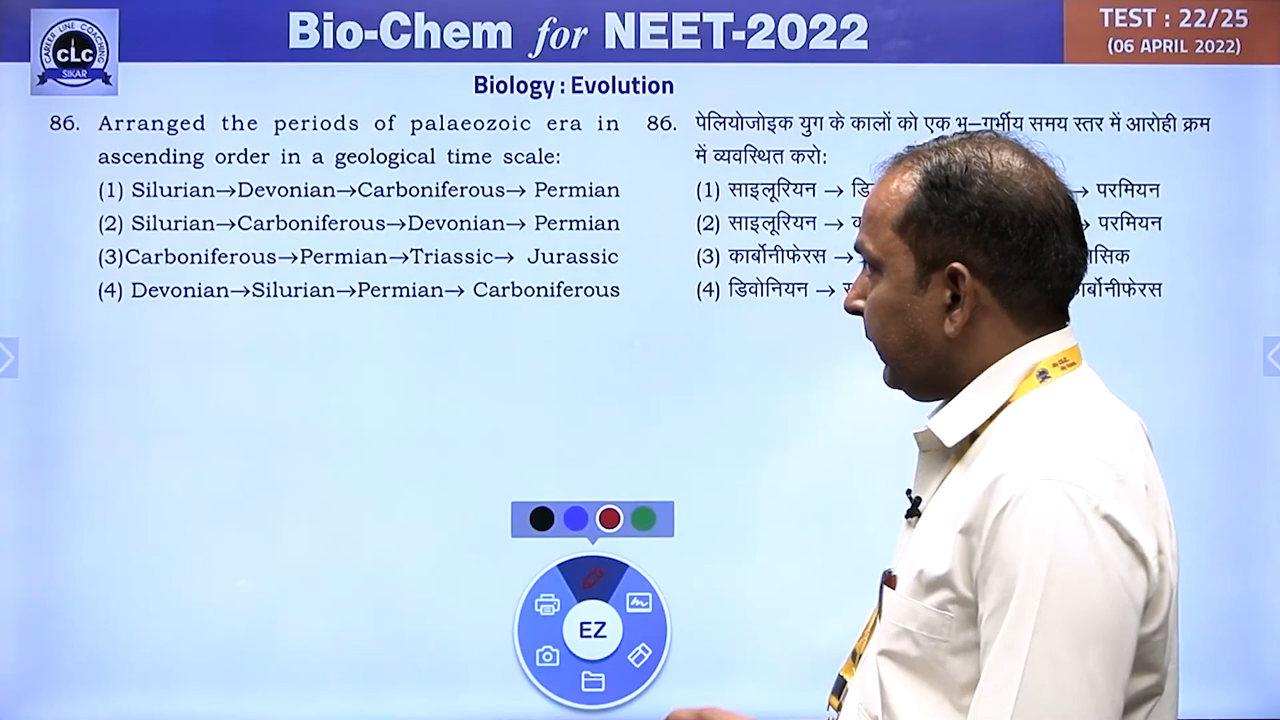 CAREER LINE COACHING
CLC
SIKAR
Bio-Chem for NEET-2022
TEST : 22/25
(06 APRIL 2022)
Biology : Evolution
86. Arranged the periods of palaeozoic era in
ascending order in a geological time scale:
(1) Silurian→Devonian→Carboniferous→ Permian
(2) Silurian→Carboniferous→Devonian→ Permian
(3)Carboniferous→Permian→Triassic→ Jurassic
(4) Devonian→Silurian→Permian→ Carboniferous
86. पेलियोजोइक युग के कालों को एक भू–गर्भीय समय स्तर में आरोही क्रम
में व्यवस्थित करो:
(1) साइलूरियन → → परमियन
(2) साइलूरियन → → परमियन
(3) कार्बोनीफेरस →
(4) डिवोनियन →
EZ